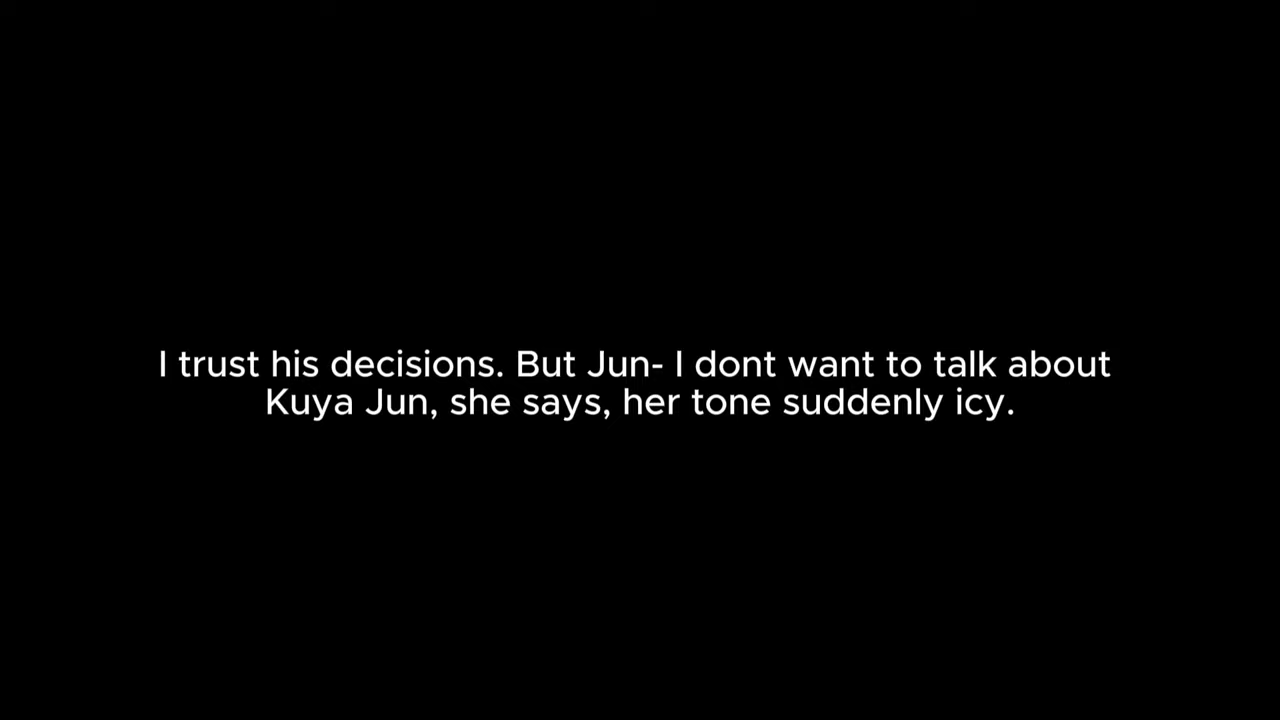 I trust his decisions. But Jun- I dont want to talk about
Kuya Jun, she says, her tone suddenly icy.